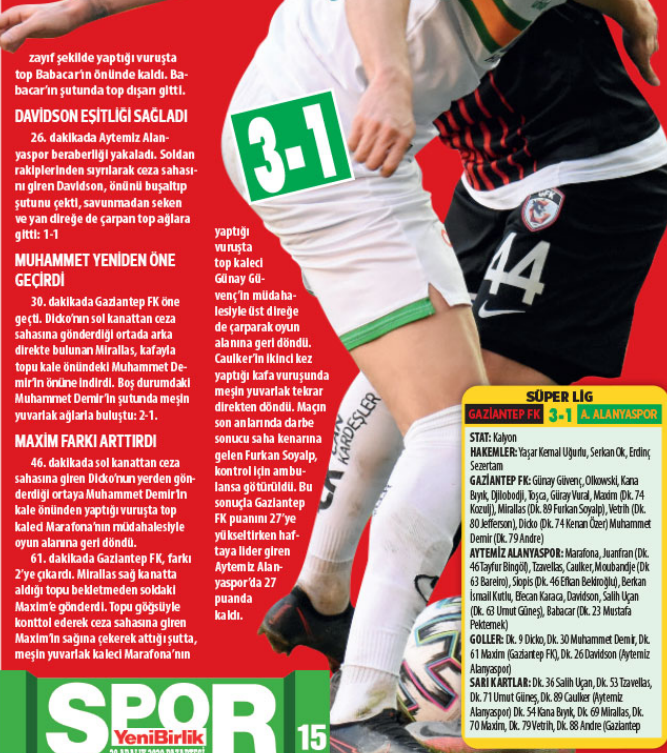 zayıf şekilde yaptığı vuruşta
top Babacar'ın önünde kaldı. Ba-
bacar'ın şutunda top dışarı gitti.
DAVIDSON EŞİTLİĞİ SAĞLADI
26. dakikada Aytemiz Alan-
yaspor beraberliği yakaladı. Soldan
rakiplerinden sıyrılarak ceza sahası-
nı giren Davidson, önünü buşaltıp
şutunu çekti, savunmadan seken
ve yan direğe de çarpan top ağlara
gitti: 1-1
MUHAMMET YENİDEN ÖNE
GEÇİRDİ
30. dakikada Gaziantep FK öne
geçti. Dicko'nun sol kanattan ceza
sahasına gönderdiği ortada arka
direkte bulunan Mirallas, kafayla
topu kale önündeki Muhammet De-
mir'in önüne indirdi. Boş durumdaki
Muhammet Demir'in şutunda meşin
yuvarlak ağlarla buluştu: 2-1.
MAXIM FARKI ARTTIRDI
46. dakikada sol kanattan ceza
sahasına giren Dicko'nun yerden gön-
derdiği ortaya Muhammet Demir'in
kale önünden yaptığı vuruşta top
kaleci Marafona'nın müdahalesiyle
oyun alanına geri döndü.
61. dakikada Gaziantep FK, farkı
2'ye çıkardı. Mirallas sağ kanatta
aldığı topu bekletmeden soldaki
Maxim'e gönderdi. Topu göğsüyle
konttol ederek ceza sahasına giren
Maxim'in sağına çekerek attığı şutta,
meşin yuvarlak kaleci Marafona'nın
3-1
yaptığı
vuruşta
top kaleci
Günay Gü-
venç'in müdaha-
lesiyle üst direğe
de çarparak oyun
alanına geri döndü.
Caulker'in ikinci kez
yaptığı kafa vuruşunda
meşin yuvarlak tekrar
direkten döndü. Maçın
son anlarında darbe
sonucu saha kenarına
gelen Furkan Soyalp,
kontrol için ambu-
lansa götürüldü. Bu
sonuçla Gaziantep
FK puanını 27'ye
yükseltirken haf-
taya lider giren
Aytemiz Alan-
yaspor'da 27
puanda
kaldı.
44
KARDEŞLER
SÜPER LİG
GAZİANTEP FK 3-1 A. ALANYASPOR
STAT: Kalyon
HAKEMLER: Yaşar Kemal Uğurlu, Serkan Ok, Erdinç
Sezertam
GAZİANTEP FK: Günay Güvenç, Olkowski, Kana
Bıyık, Djilobodji, Tosça, Güray Vural, Maxim (Dk. 74
Kozulj), Mirallas (Dk. 89 Furkan Soyalp), Vetrih (Dk.
80 Jefferson), Dicko (Dk. 74 Kenan Özer) Muhammet
Demir (Dk. 79 Andre)
AYTEMİZ ALANYASPOR: Marafona, Juanfran (Dk.
46 Tayfur Bingöl), Tzavellas, Caulker, Moubandje (Dk
63 Bareiro), Siopis (Dk. 46 Efkan Bekiroğlu), Berkan
İsmail Kutlu, Efecan Karaca, Davidson, Salih Uçan
(Dk. 63 Umut Güneş), Babacar (Dk. 23 Mustafa
Pektemek)
GOLLER: Dk. 9 Dicko, Dk. 30 Muhammet Demir, Dk.
61 Maxim (Gaziantep FK), Dk. 26 Davidson (Aytemiz
Alanyaspor)
SARI KARTLAR: Dk. 36 Salih Uçan, Dk. 53 Tzavellas,
Dk. 71 Umut Güneş, Dk. 89 Caulker (Aytemiz
Alanyaspor) Dk. 54 Kana Bıyık, Dk. 69 Mirallas, Dk.
70 Maxim, Dk. 79 Vetrih, Dk. 88 Andre (Gaziantep
SPOR
YeniBirlik
15